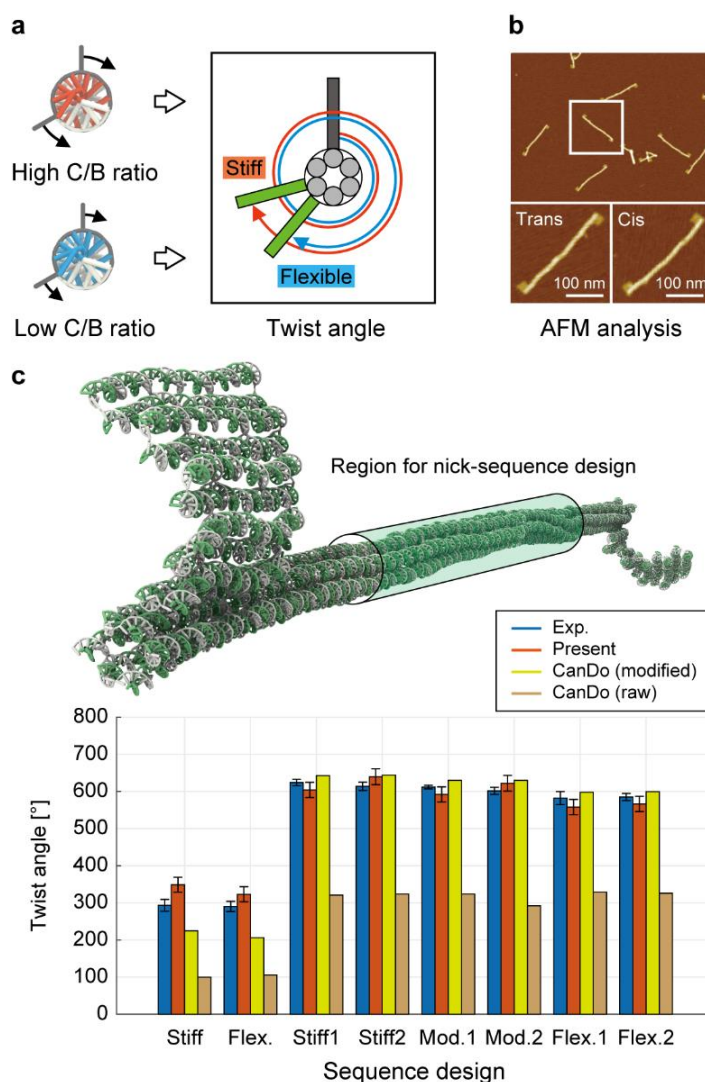 a
High C/B ratio
Low C/B ratio
Stiff
Flexible
Twist angle
b
Trans
Cis
100 nm
100 nm
AFM analysis
c
Region for nick-sequence design
Exp.
Present
CanDo (modified)
CanDo (raw)
Twist angle [°]
800
700
600
500
400
300
200
100
0
Stiff Flex. Stiff1 Stiff2 Mod.1 Mod.2 Flex.1 Flex.2
Sequence design